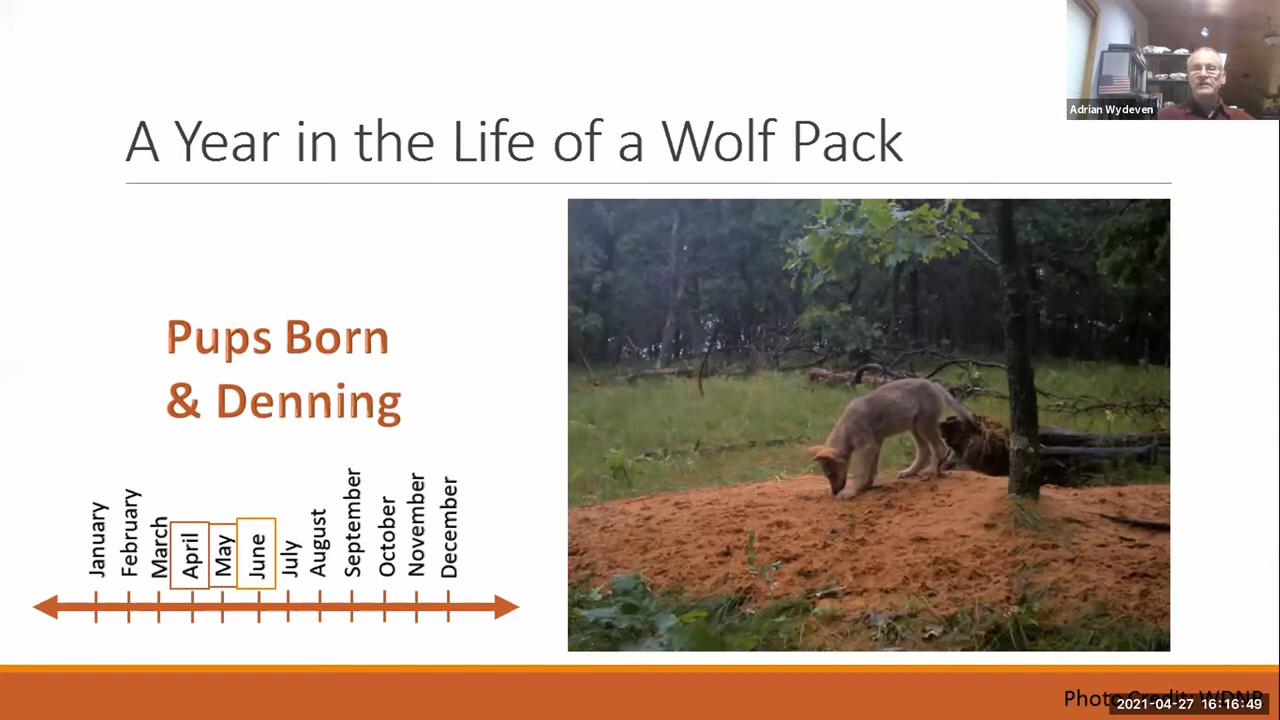 Adrian Wydeven
A Year in the Life of a Wolf Pack
Pups Born
& Denning
January
February
March
April
May
June
July
August
September
October
November
December
Photo Credit: WDNR
2021-04-27 16:16:49